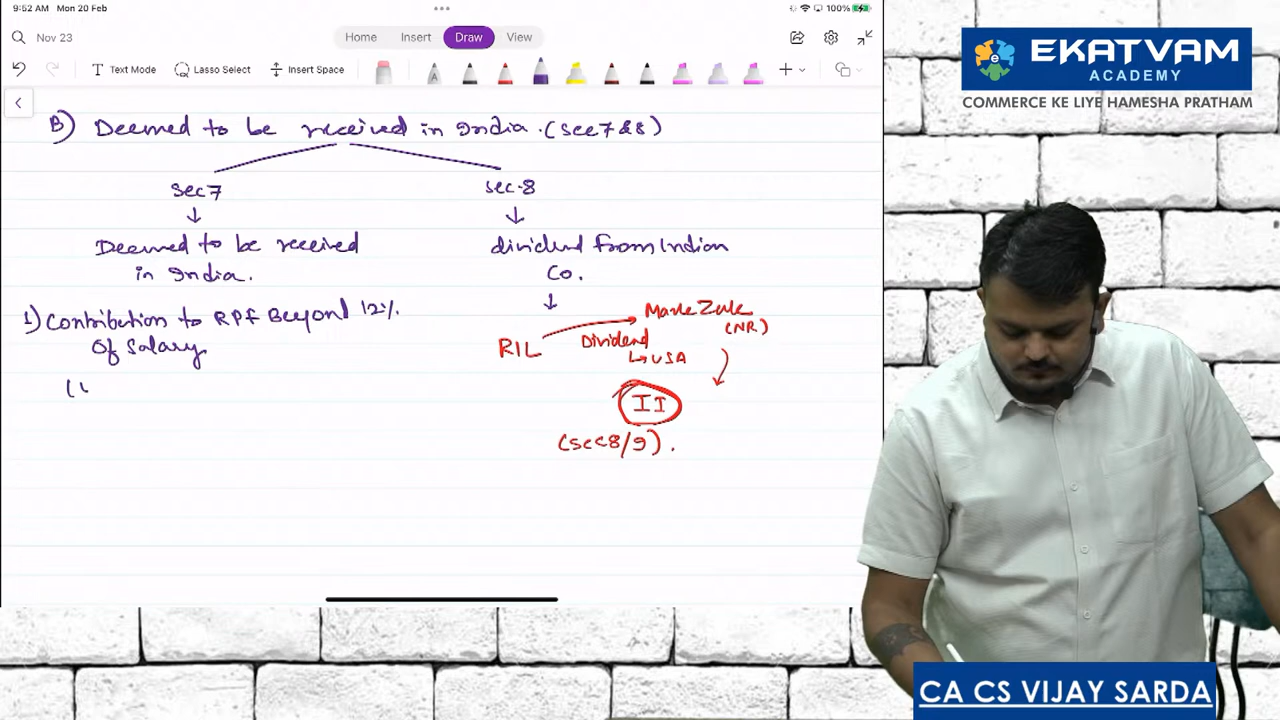 9:52 AM Mon 20 Feb
100%
Nov 23
Home Insert Draw View
Text Mode Lasso Select Insert Space
EKATVAM
ACADEMY
COMMERCE KE LIYE HAMESHA PRATHAM
B) Deemed to be received in India. (sec 7 & 8)
sec 7
Deemed to be received
in India.
1) Contribution to RPF Beyond 12%.
Of Salary
sec-8
dividend from Indian
Co.
RIL Dividend Mark Zuk
(NR)
↳ USA
II
(sec 8/9).
CA CS VIJAY SARDA